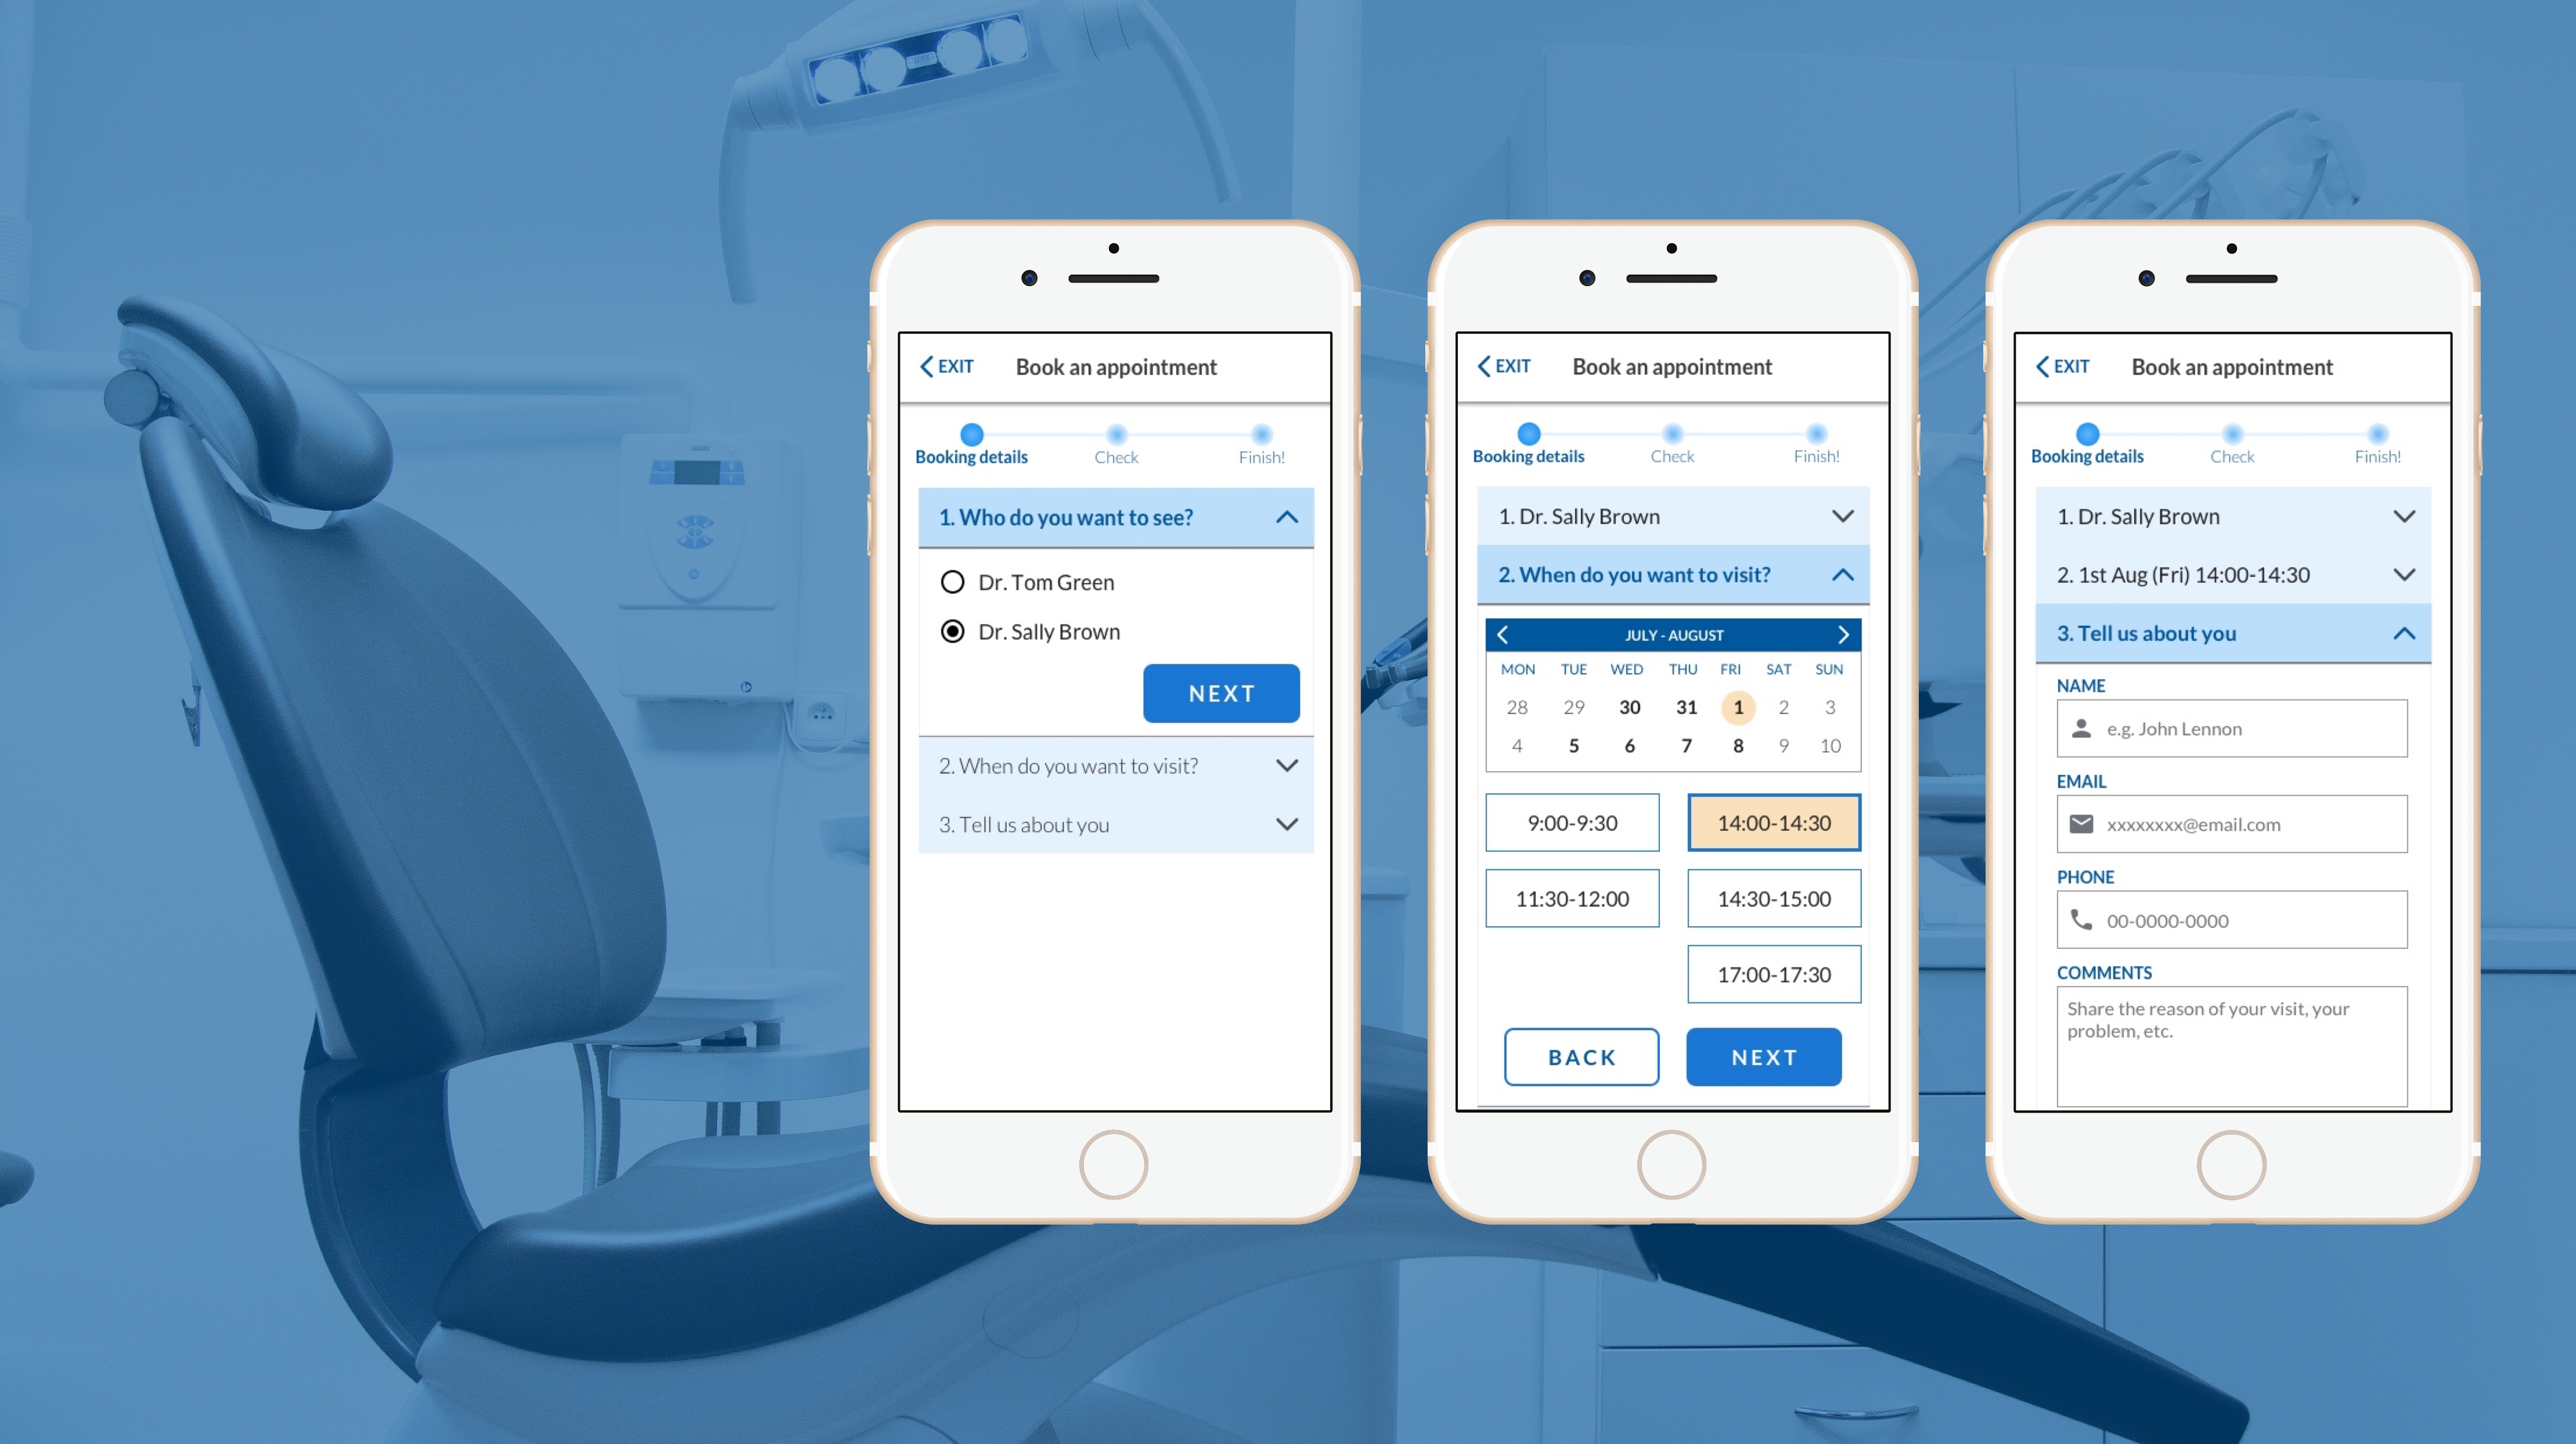 EXIT
Book an appointment
Booking details
Check
Finish!
1. Who do you want to see?
Dr. Tom Green
Dr. Sally Brown
NEXT
2. When do you want to visit?
3. Tell us about you
EXIT
Book an appointment
Booking details
Check
Finish!
1. Dr. Sally Brown
2. When do you want to visit?
JULY - AUGUST
MON TUE WED THU FRI SAT SUN
28 29 30 31 1 2 3
4 5 6 7 8 9 10
9:00-9:30
14:00-14:30
11:30-12:00
14:30-15:00
17:00-17:30
BACK
NEXT
EXIT
Book an appointment
Booking details
Check
Finish!
1. Dr. Sally Brown
2. 1st Aug (Fri) 14:00-14:30
3. Tell us about you
NAME
e.g. John Lennon
EMAIL
xxxxxxxx@email.com
PHONE
00-0000-0000
COMMENTS
Share the reason of your visit, your
problem, etc.